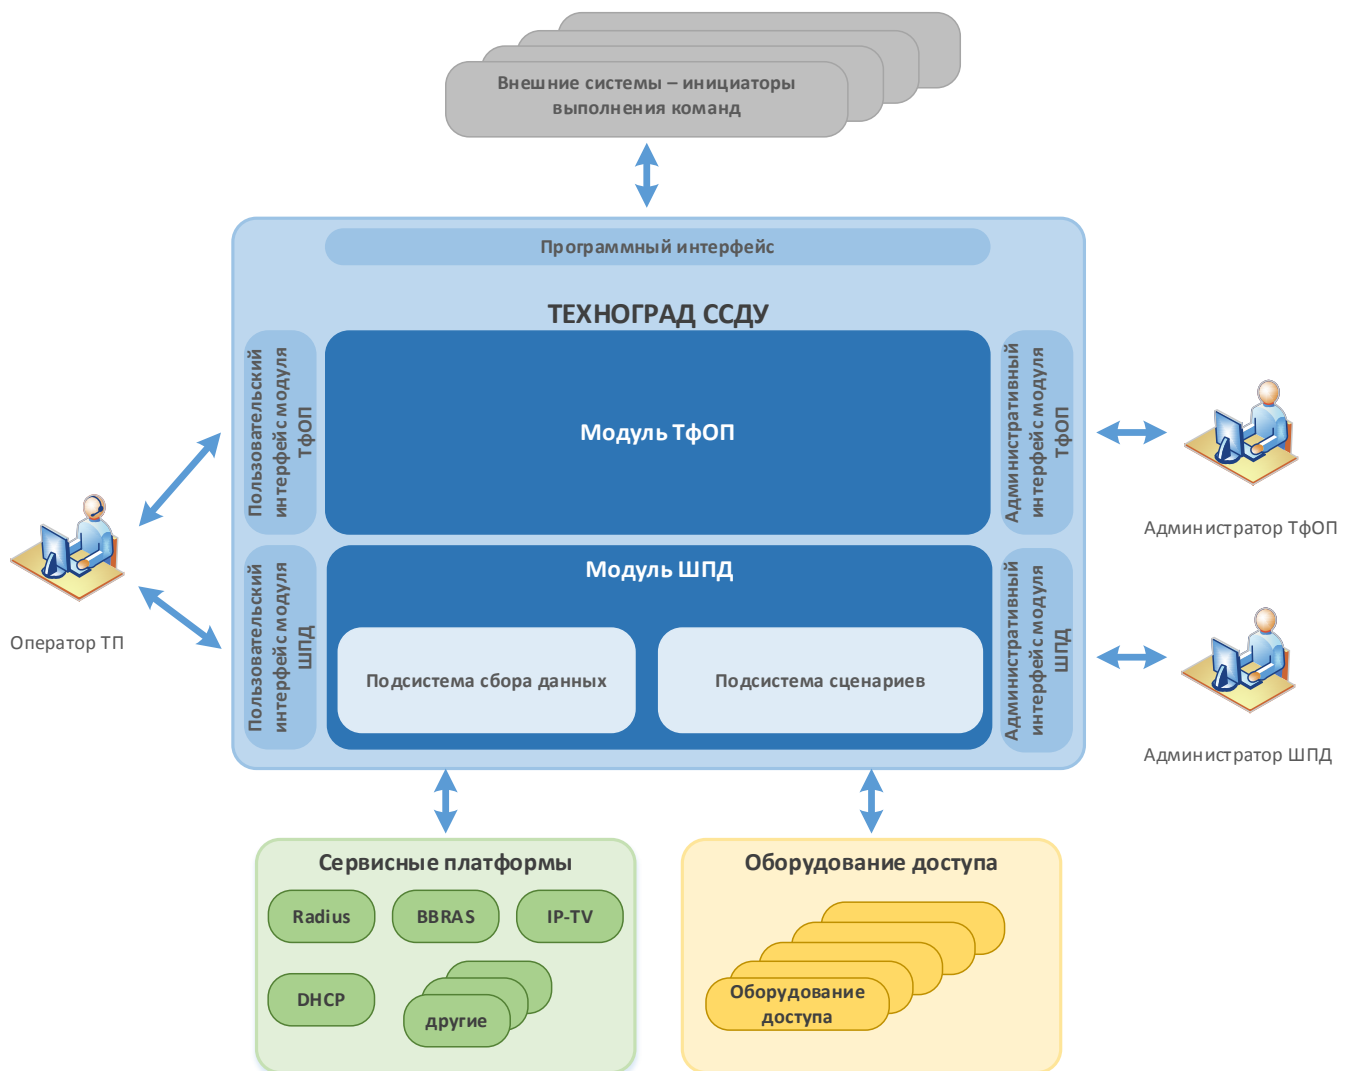 Внешние системы – инициаторы
выполнения команд
Программный интерфейс
ТЕХНОГРАД ССДУ
Пользовательский
интерфейс модуля
ТфОП
Модуль ТфОП
Административный
интерфейс модуля
ТфОП
Администратор ТфОП
Оператор ТП
Пользовательский
интерфейс модуля
ШПД
Модуль ШПД
Подсистема сбора данных
Подсистема сценариев
Административный
интерфейс модуля
ШПД
Администратор ШПД
Сервисные платформы
Radius
BBRAS
IP-TV
DHCP
другие
Оборудование доступа
Оборудование
доступа